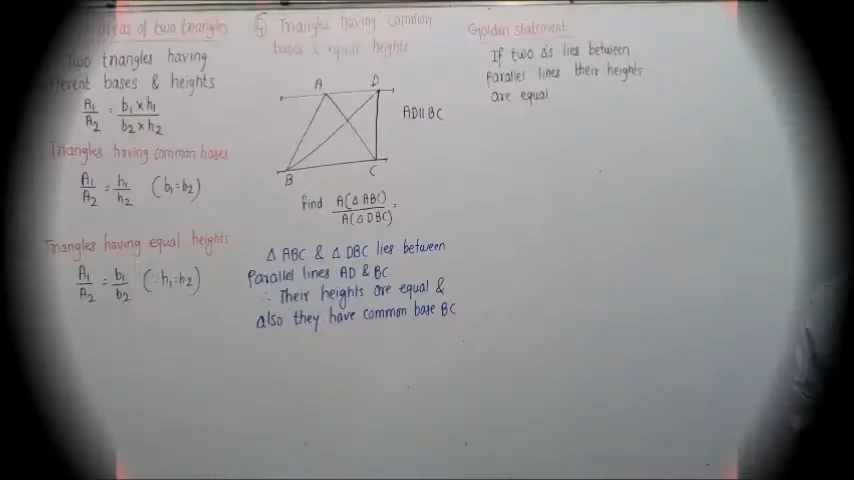 areas of two triangles
Two triangles having
different bases & heights
A₁/A₂ = b₁ x h₁/b₂ x h₂
Triangles having common bases
A₁/A₂ = h₁/h₂ (b₁=b₂)
Triangles having equal heights
A₁/A₂ = b₁/b₂ (∵h₁=h₂)
Triangles having common
bases & equal heights
A D
AD||BC
B C
find A(△ABC)/A(△DBC) =
△ABC & △DBC lies between
Parallel lines AD & BC
∴ Their heights are equal &
also they have common base BC
Golden statment
If two △s lies between
parallel lines their heights
are equal